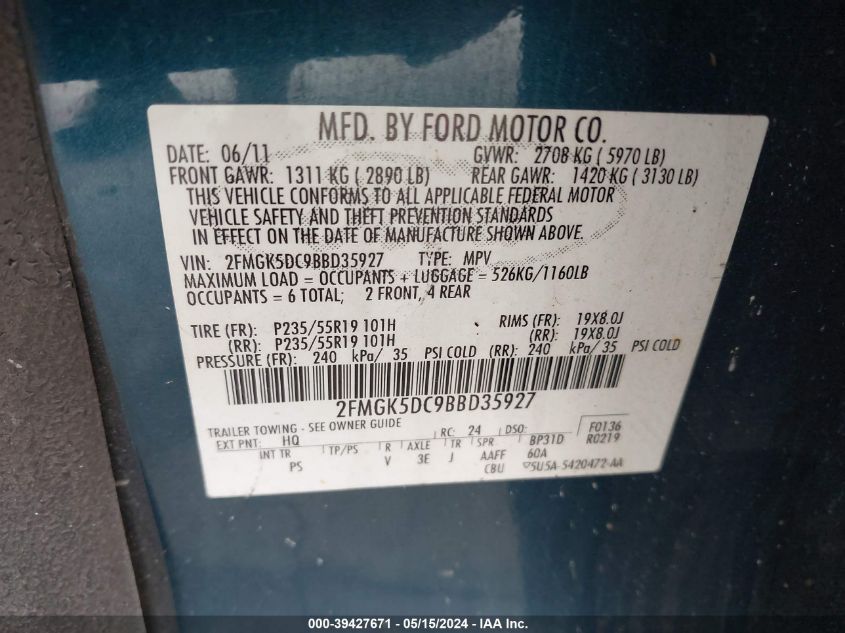 MFD. BY FORD MOTOR CO.
DATE: 06/11 GVWR: 2708 KG ( 5970 LB)
FRONT GAWR: 1311 KG ( 2890 LB) REAR GAWR: 1420 KG ( 3130 LB)
THIS VEHICLE CONFORMS TO ALL APPLICABLE FEDERAL MOTOR
VEHICLE SAFETY AND THEFT PREVENTION STANDARDS
IN EFFECT ON THE DATE OF MANUFACTURE SHOWN ABOVE.
VIN: 2FMGK5DC9BBD35927 TYPE: MPV
MAXIMUM LOAD = OCCUPANTS + LUGGAGE = 526KG/1160LB
OCCUPANTS = 6 TOTAL; 2 FRONT, 4 REAR
TIRE (FR): P235/55R19 101H RIMS (FR): 19X8.0J
(RR): P235/55R19 101H (RR): 19X8.0J
PRESSURE (FR): 240 kPa/ 35 PSI COLD (RR): 240 kPa/ 35 PSI COLD
2FMGK5DC9BBD35927
TRAILER TOWING - SEE OWNER GUIDE
EXT PNT: HQ RC: 24 DSO: F0136
INT TR TP/PS R AXLE TR SPR BP31D R0219
PS V 3E J AAFF 60A
CBU 5U5A-5420472-AA
000-39427671 - 05/15/2024 - IAA Inc.